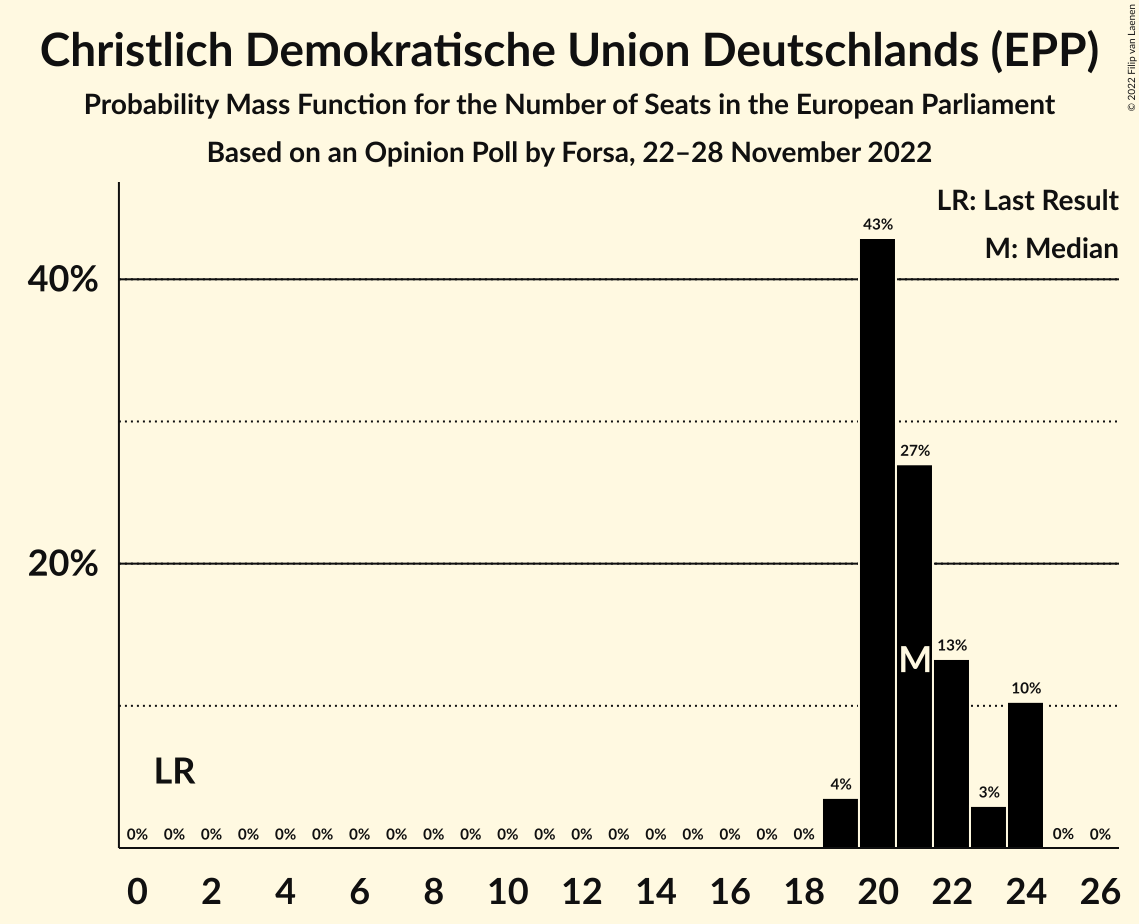 Christlich Demokratische Union Deutschlands (EPP)
Probability Mass Function for the Number of Seats in the European Parliament
Based on an Opinion Poll by Forsa, 22–28 November 2022
© 2022 Filip van Laenen
LR: Last Result
M: Median
43%
40%
27%
20%
M
13%
10%
LR
4%
3%
0% 0% 0% 0% 0% 0% 0% 0% 0% 0% 0% 0% 0% 0% 0% 0% 0% 0% 0% 0% 0%
0 2 4 6 8 10 12 14 16 18 20 22 24 26